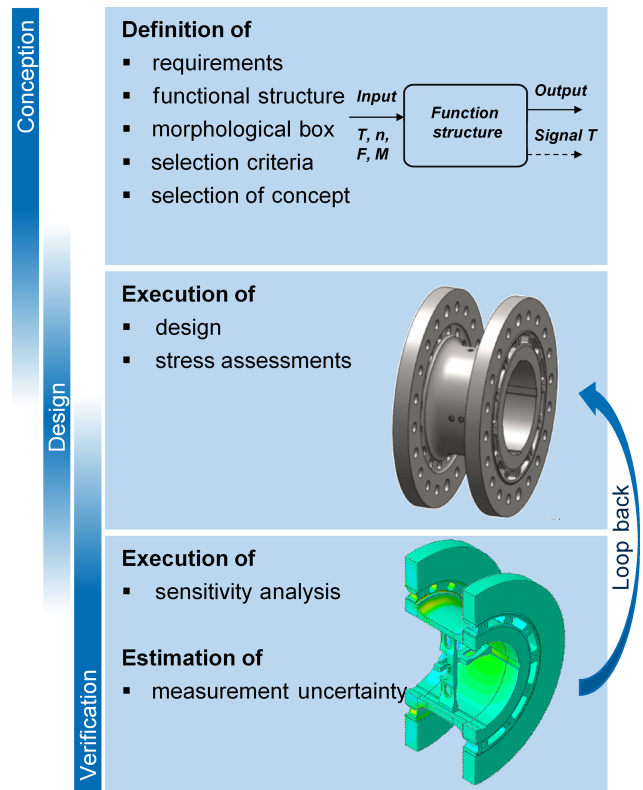 Conception
Definition of
▪ requirements
▪ functional structure
▪ morphological box
▪ selection criteria
▪ selection of concept
Input
T, n,
F, M
Function
structure
Output
Signal T
Design
Execution of
▪ design
▪ stress assessments
Verification
Execution of
▪ sensitivity analysis
Estimation of
▪ measurement uncertainty
Loop back